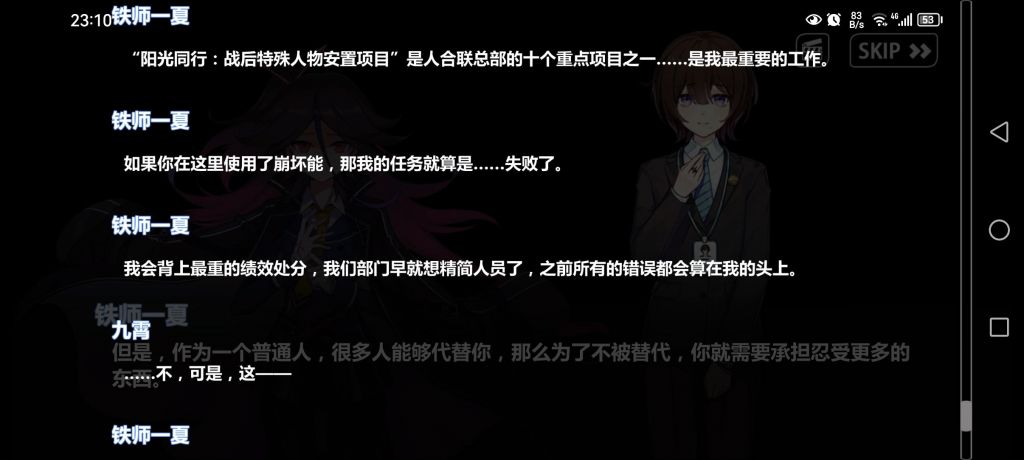 23:10
83
B/s
4G
53
铁师一夏
“阳光同行：战后特殊人物安置项目”是人合联总部的十个重点项目之一……是我最重要的工作。
SKIP
铁师一夏
如果你在这里使用了崩坏能，那我的任务就算是……失败了。
铁师一夏
我会背上最重的绩效处分，我们部门早就想精简人员了，之前所有的错误都会算在我的头上。
铁师一夏
九霄
但是，作为一个普通人，很多人能够代替你，那么为了不被替代，你就需要承担忍受更多的
东西。
……不，可是，这——
铁师一夏